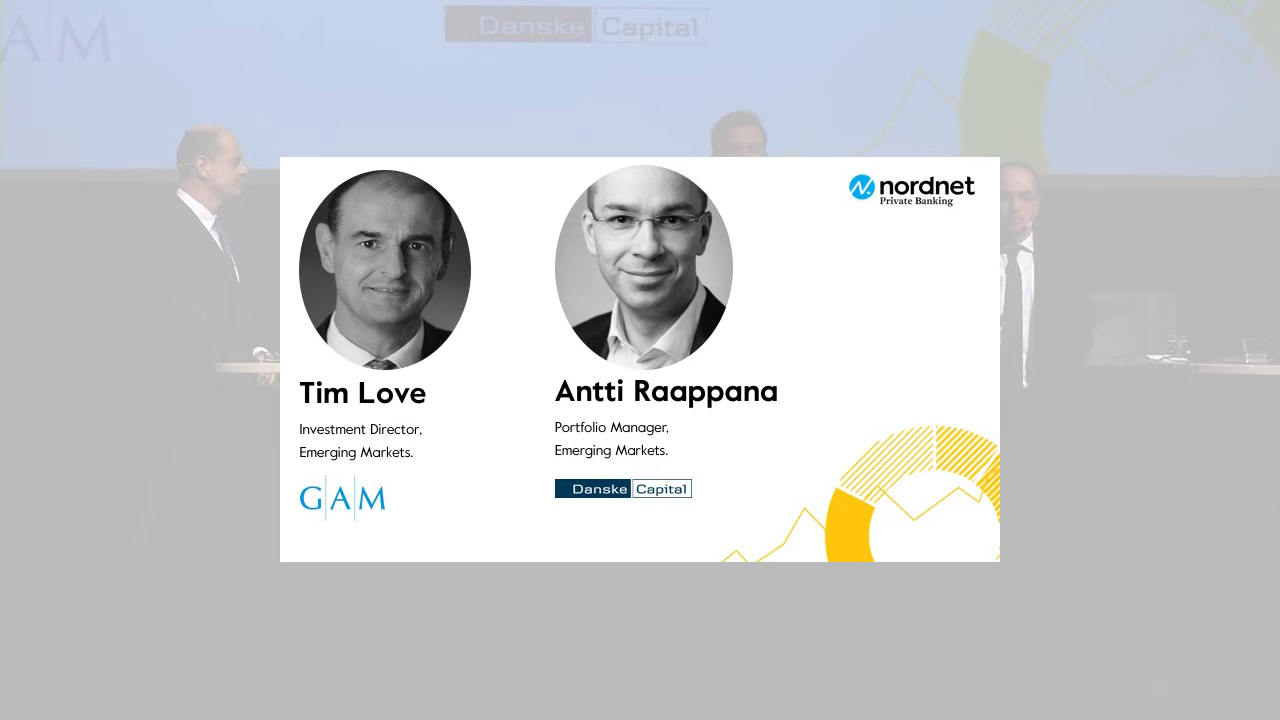 AM
Danske Capital
nordnet
Private Banking
Tim Love
Investment Director,
Emerging Markets.
GAM
Antti Raappana
Portfolio Manager,
Emerging Markets.
Danske Capital